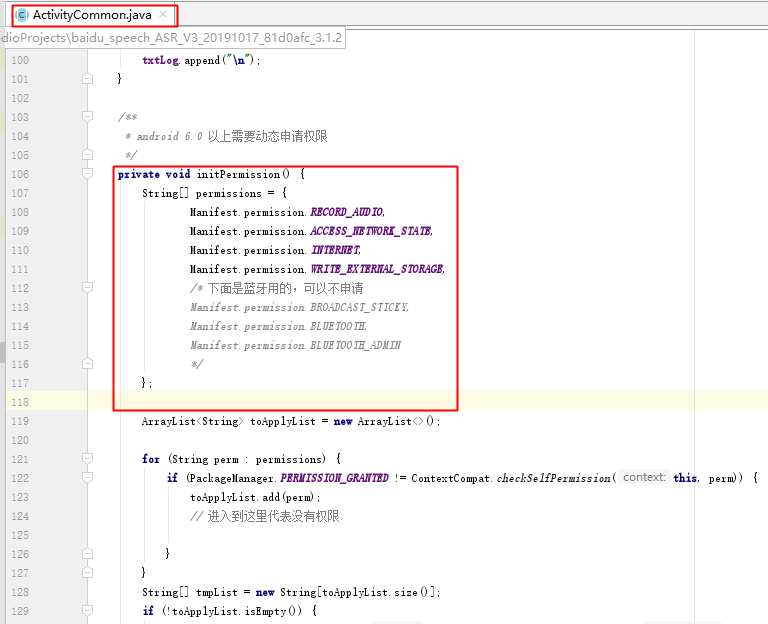 ActivityCommon.java ×
dioProjects\baidu_speech_ASR_V3_20191017_81d0afc_3.1.2
100 txtLog.append("\n");
101 }
102
103 /**
104 * android 6.0 以上需要动态申请权限
105 */
106 private void initPermission() {
107 String[] permissions = {
108 Manifest.permission.RECORD_AUDIO,
109 Manifest.permission.ACCESS_NETWORK_STATE,
110 Manifest.permission.INTERNET,
111 Manifest.permission.WRITE_EXTERNAL_STORAGE,
112 /* 下面是蓝牙用的，可以不申请
113 Manifest.permission.BROADCAST_STICKY,
114 Manifest.permission.BLUETOOTH,
115 Manifest.permission.BLUETOOTH_ADMIN
116 */
117 };
118
119 ArrayList<String> toApplyList = new ArrayList<>();
120
121 for (String perm : permissions) {
122 if (PackageManager.PERMISSION_GRANTED != ContextCompat.checkSelfPermission( context: this, perm)) {
123 toApplyList.add(perm);
124 // 进入到这里代表没有权限.
125
126 }
127 }
128 String[] tmpList = new String[toApplyList.size()];
129 if (!toApplyList.isEmpty()) {